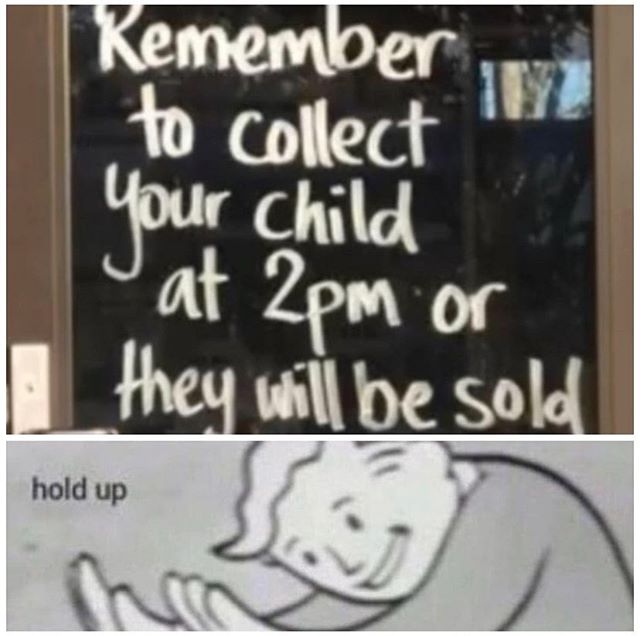 Remember
to collect
your child
at 2pm or
they will be sold
hold up